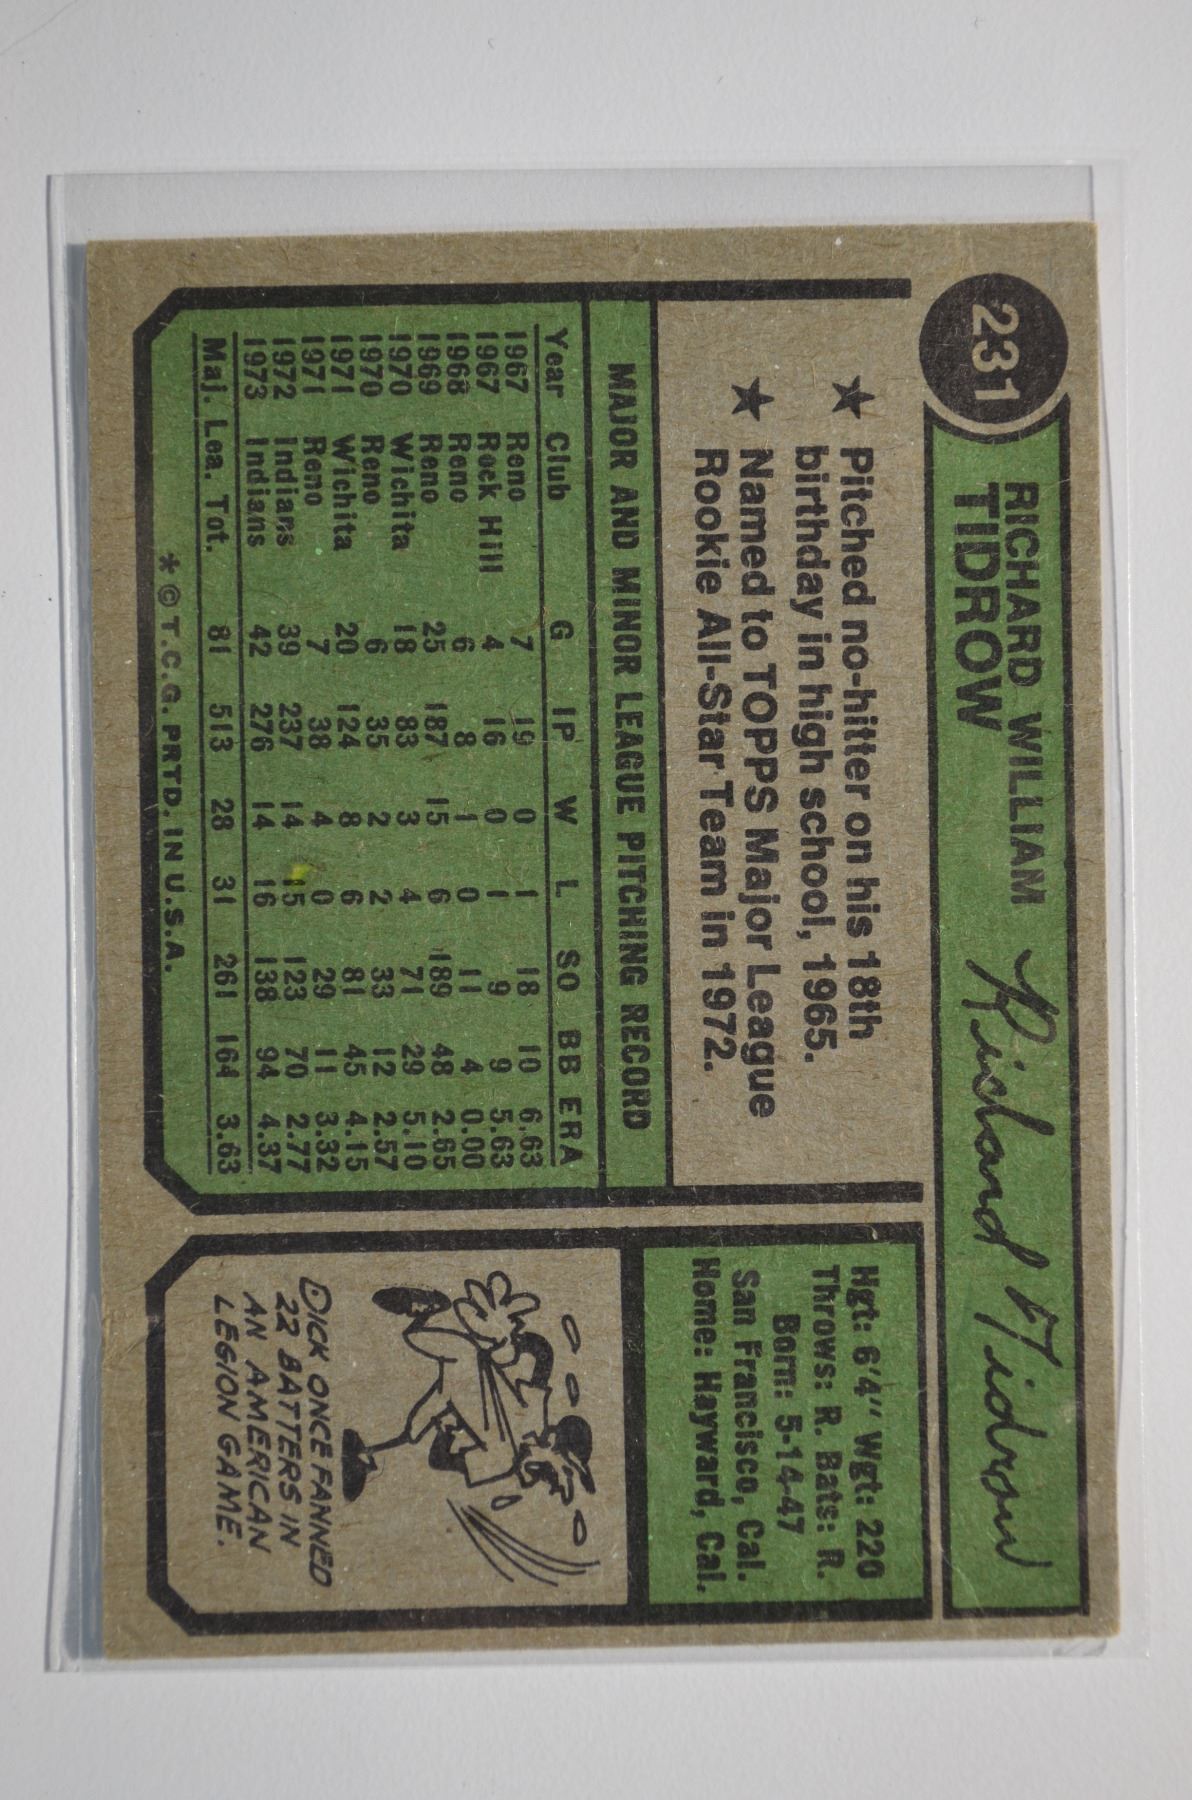 231
RICHARD WILLIAM
TIDROW
Richard Tidrow
★ Pitched no-hitter on his 18th
birthday in high school, 1965.
★ Named to TOPPS Major League
Rookie All-Star Team in 1972.
MAJOR AND MINOR LEAGUE PITCHING RECORD
Year Club G IP W L SO BB ERA
1967 Reno 7 19 0 1 18 10 6.63
1967 Rock Hill 4 16 0 1 9 9 5.63
1968 Reno 6 8 1 0 11 4 0.00
1969 Reno 25 187 15 6 189 48 2.65
1970 Wichita 18 83 3 4 71 29 5.10
1970 Reno 6 35 2 2 33 12 2.57
1971 Wichita 20 124 8 6 81 45 4.15
1971 Reno 7 38 4 0 29 11 3.32
1972 Indians 39 237 14 15 123 70 2.77
1973 Indians 42 276 14 16 138 94 4.37
Maj. Lea. Tot. 81 513 28 31 261 164 3.63
* © T.C.G. PRTD. IN U.S.A.
Hgt: 6'4" Wgt: 220
Throws: R. Bats: R.
Born: 5-14-47
San Francisco, Cal.
Home: Hayward, Cal.
DICK ONCE FANNED
22 BATTERS IN
AN AMERICAN
LEGION GAME.